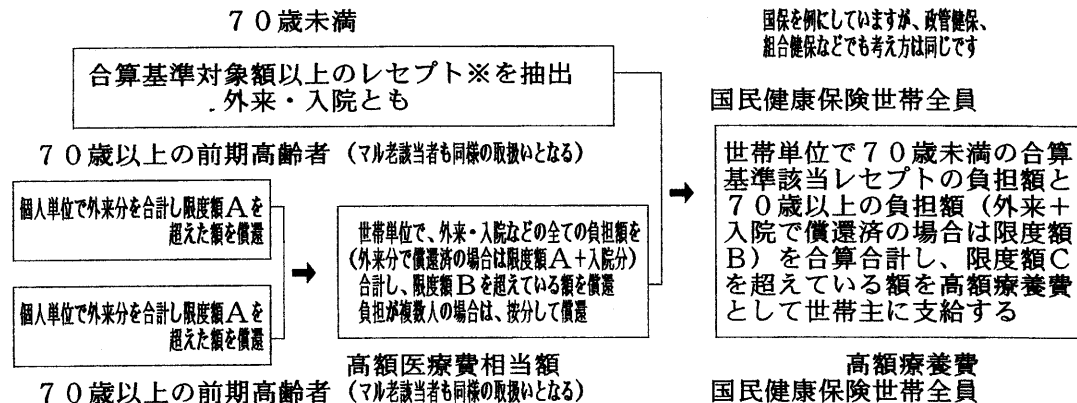 ７０歳未満
国保を例にしていますが、政管健保、
組合健保などでも考え方は同じです
合算基準対象額以上のレセプト※を抽出
外来・入院とも
国民健康保険世帯全員
７０歳以上の前期高齢者（マル老該当者も同様の取扱いとなる）
個人単位で外来分を合計し限度額Ａを
超えた額を償還
個人単位で外来分を合計し限度額Ａを
超えた額を償還
➡
世帯単位で、外来・入院などの全ての負担額を
（外来分で償還済の場合は限度額Ａ＋入院分）
合計し、限度額Ｂを超えている額を償還
負担が複数人の場合は、按分して償還
➡
世帯単位で７０歳未満の合算
基準該当レセプトの負担額と
７０歳以上の負担額（外来＋
入院で償還済の場合は限度額
Ｂ）を合算合計し、限度額Ｃ
を超えている額を高額療養費
として世帯主に支給する
高額医療費相当額
高額療養費
７０歳以上の前期高齢者（マル老該当者も同様の取扱いとなる）
国民健康保険世帯全員